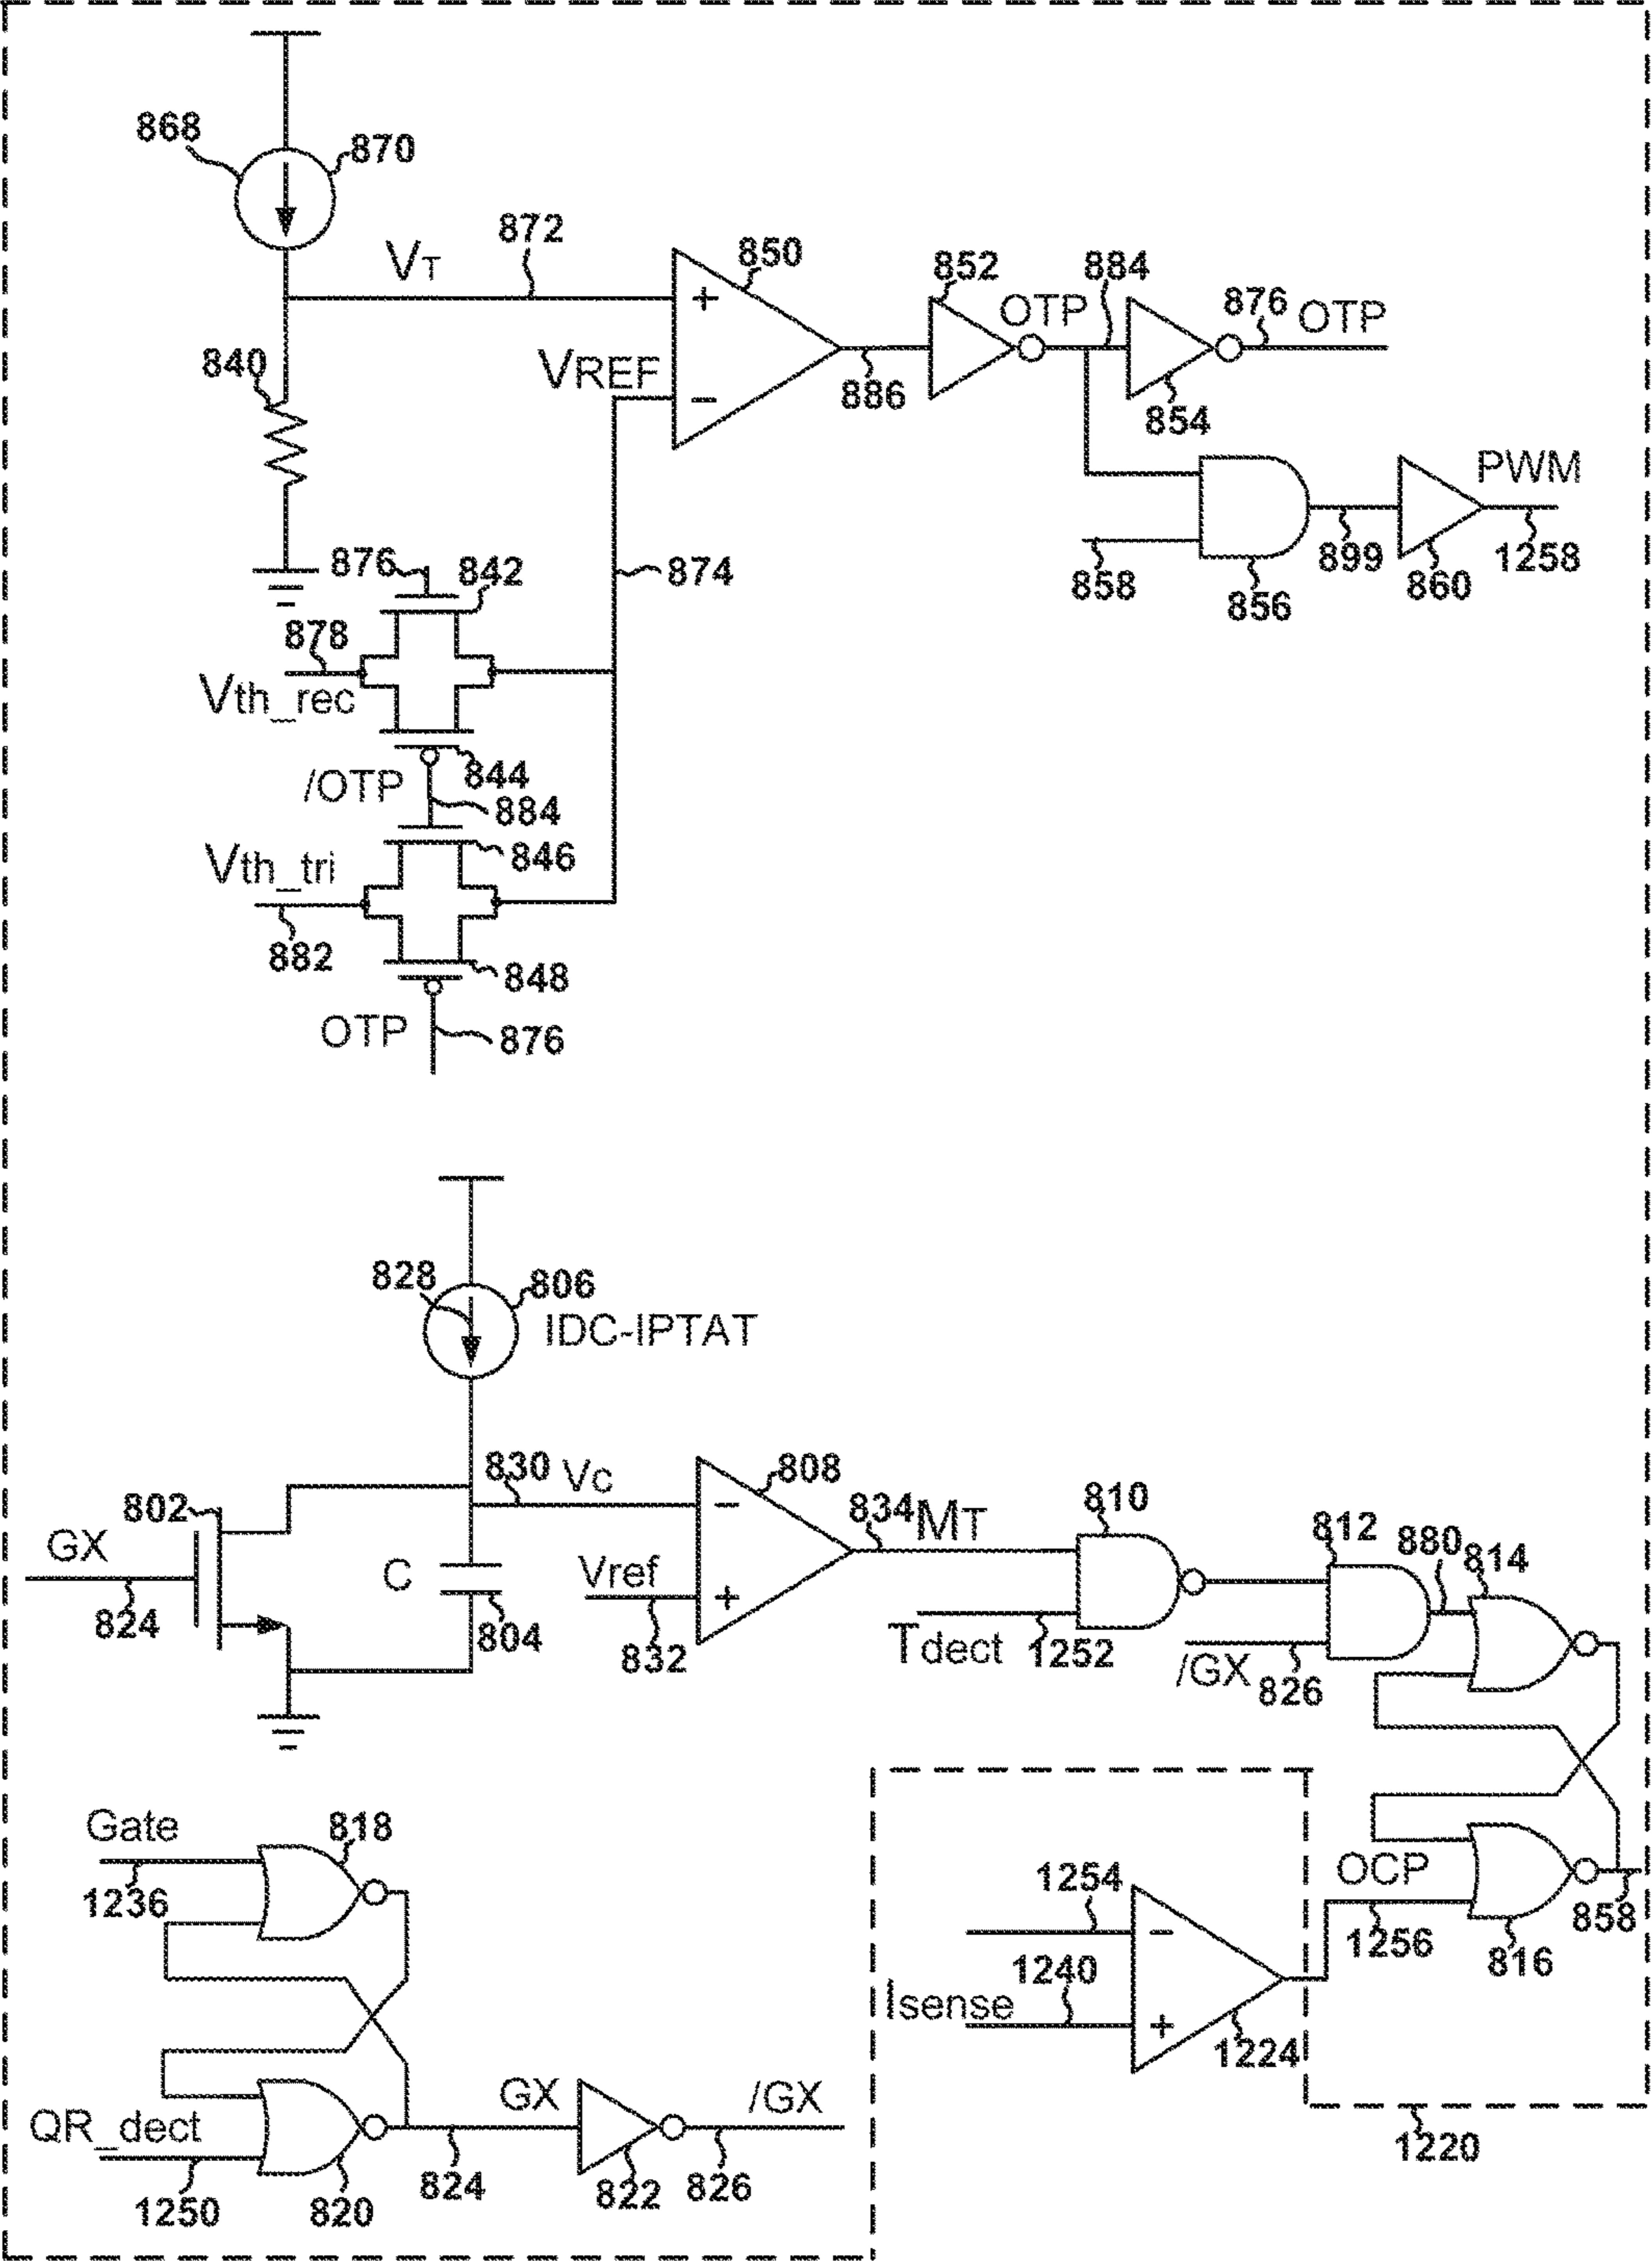 868
870
872
VT
850
852
884
OTP
876
OTP
840
VREF
886
854
PWM
876
842
874
858
856
899
860
1258
878
Vth_rec
844
/OTP
884
Vth_tri
846
882
848
OTP
876
828
806
IDC-IPTAT
830
Vc
808
802
834
MT
810
812
880
814
GX
C
Vref
824
804
832
Tdect
1252
/GX
826
Gate
818
1236
1254
OCP
858
1240
1256
816
Isense
1224
GX
/GX
QR_dect
1220
824
822
826
1250
820